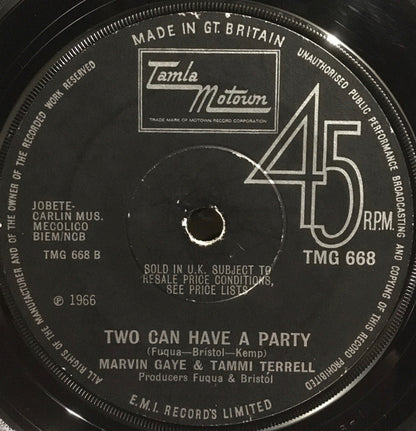 MADE IN GT. BRITAIN
Tamla
Motown
TRADE MARK OF MOTOWN RECORD CORPORATION
ALL RIGHTS OF THE MANUFACTURER AND OF THE OWNER OF THE RECORDED WORK RESERVED
UNAUTHORISED PUBLIC PERFORMANCE BROADCASTING AND COPYING OF THIS RECORD PROHIBITED
45
R.P.M.
TMG 668
JOBETE-
CARLIN MUS.
MECOLICO
BIEM/NCB
TMG 668 B
SOLD IN U.K. SUBJECT TO
RESALE PRICE CONDITIONS,
SEE PRICE LISTS
℗ 1966
TWO CAN HAVE A PARTY
(Fuqua—Bristol—Kemp)
MARVIN GAYE & TAMMI TERRELL
Producers Fuqua & Bristol
E.M.I. RECORDS LIMITED